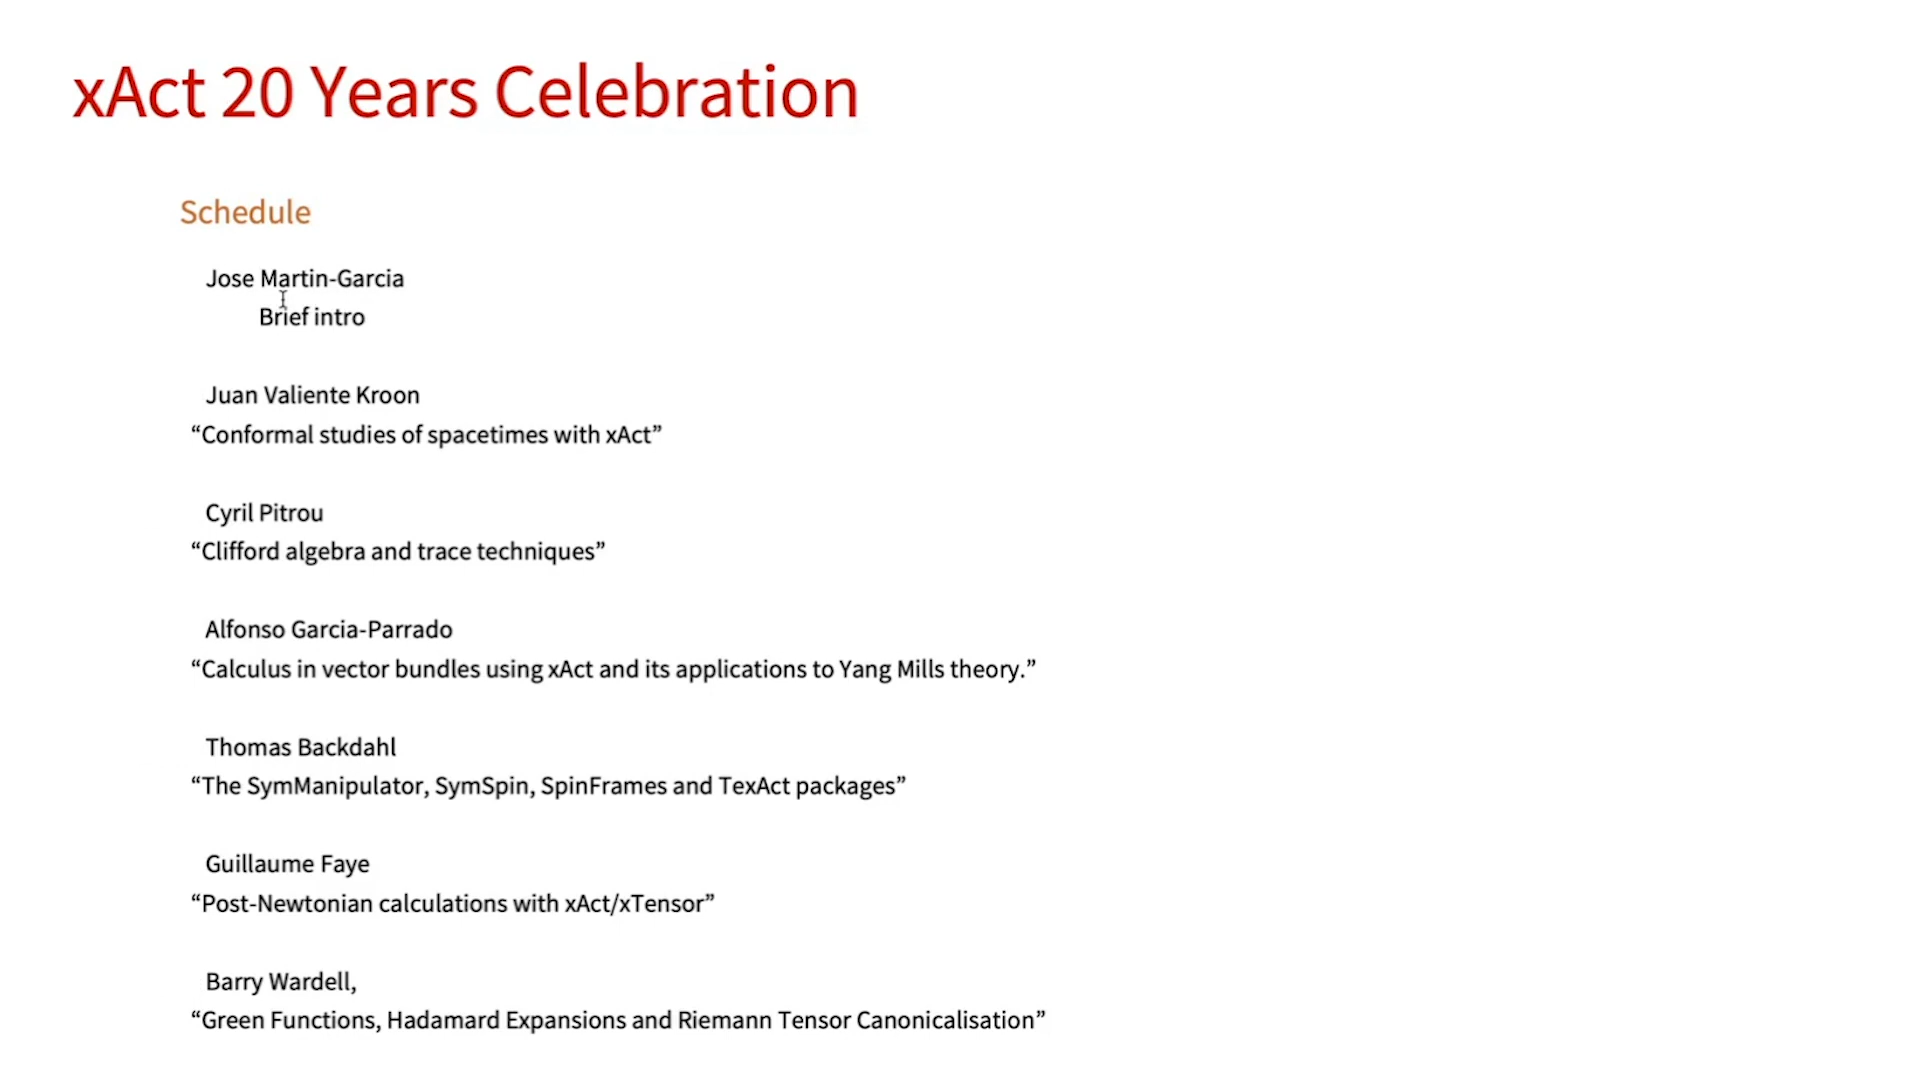 xAct 20 Years Celebration
Schedule
Jose Martin-Garcia
Brief intro
Juan Valiente Kroon
“Conformal studies of spacetimes with xAct”
Cyril Pitrou
“Clifford algebra and trace techniques”
Alfonso Garcia-Parrado
“Calculus in vector bundles using xAct and its applications to Yang Mills theory.”
Thomas Backdahl
“The SymManipulator, SymSpin, SpinFrames and TexAct packages”
Guillaume Faye
“Post-Newtonian calculations with xAct/xTensor”
Barry Wardell,
“Green Functions, Hadamard Expansions and Riemann Tensor Canonicalisation”